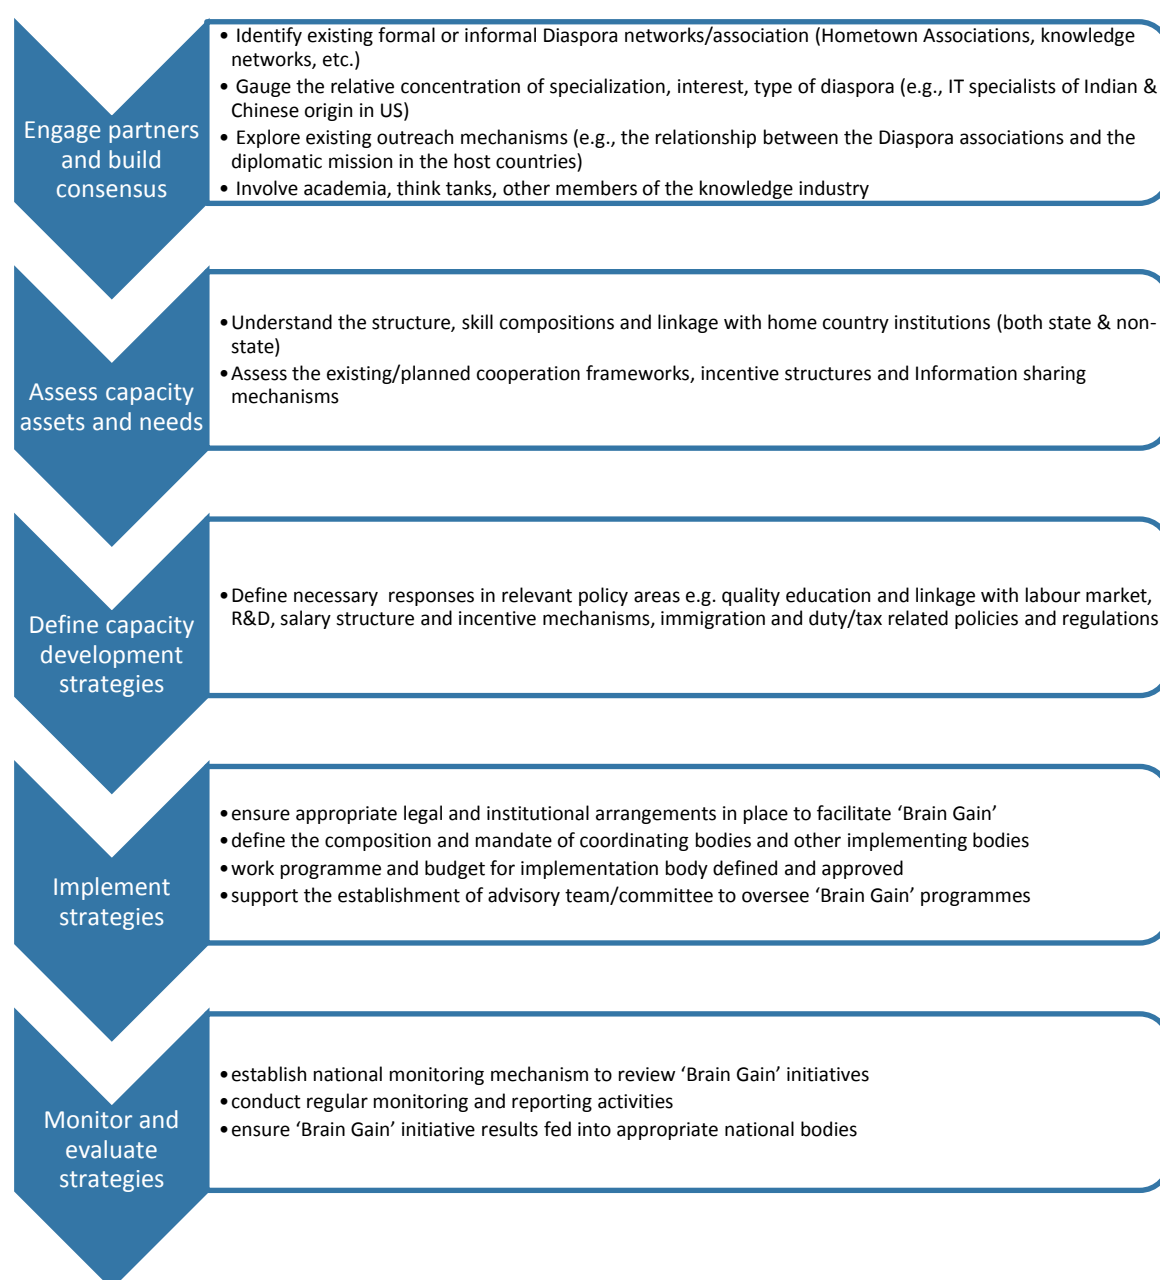 Engage partners
and build
consensus
• Identify existing formal or informal Diaspora networks/association (Hometown Associations, knowledge
networks, etc.)
• Gauge the relative concentration of specialization, interest, type of diaspora (e.g., IT specialists of Indian &
Chinese origin in US)
• Explore existing outreach mechanisms (e.g., the relationship between the Diaspora associations and the
diplomatic mission in the host countries)
• Involve academia, think tanks, other members of the knowledge industry
Assess capacity
assets and needs
•Understand the structure, skill compositions and linkage with home country institutions (both state & non-
state)
•Assess the existing/planned cooperation frameworks, incentive structures and Information sharing
mechanisms
Define capacity
development
strategies
•Define necessary responses in relevant policy areas e.g. quality education and linkage with labour market,
R&D, salary structure and incentive mechanisms, immigration and duty/tax related policies and regulations
Implement
strategies
•ensure appropriate legal and institutional arrangements in place to facilitate ‘Brain Gain’
•define the composition and mandate of coordinating bodies and other implementing bodies
•work programme and budget for implementation body defined and approved
•support the establishment of advisory team/committee to oversee ‘Brain Gain’ programmes
Monitor and
evaluate
strategies
•establish national monitoring mechanism to review ‘Brain Gain’ initiatives
•conduct regular monitoring and reporting activities
•ensure ‘Brain Gain’ initiative results fed into appropriate national bodies